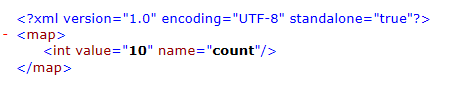 <?xml version="1.0" encoding="UTF-8" standalone="true"?>
- <map>
<int value="10" name="count"/>
</map>